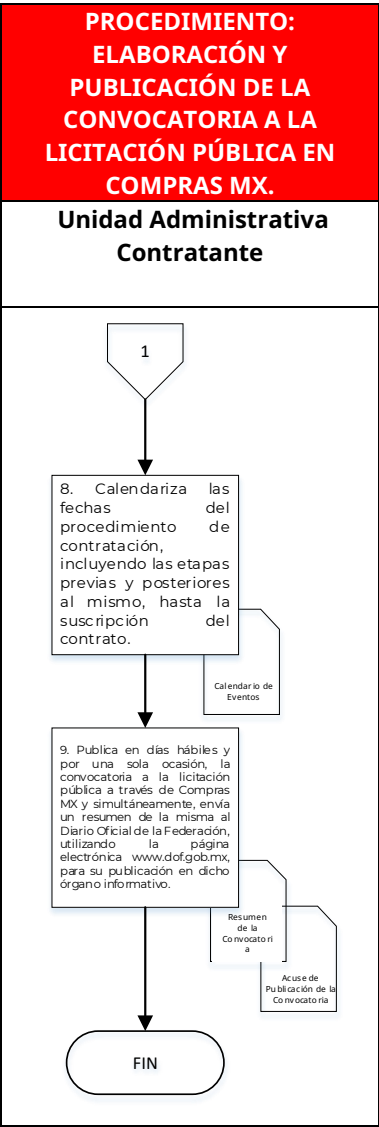 PROCEDIMIENTO:
ELABORACIÓN Y
PUBLICACIÓN DE LA
CONVOCATORIA A LA
LICITACIÓN PÚBLICA EN
COMPRAS MX.
Unidad Administrativa
Contratante
1
8. Calendariza las
fechas del
procedimiento de
contratación,
incluyendo las etapas
previas y posteriores
al mismo, hasta la
suscripción del
contrato.
Calendario de
Eventos
9. Publica en días hábiles y
por una sola ocasión, la
convocatoria a la licitación
pública a través de Compras
MX y simultáneamente, envía
un resumen de la misma al
Diario Oficial de la Federación,
utilizando la página
electrónica www.dof.gob.mx,
para su publicación en dicho
órgano informativo.
Resumen
de la
Convocatori
a
Acuse de
Publicación de la
Convocatoria
FIN